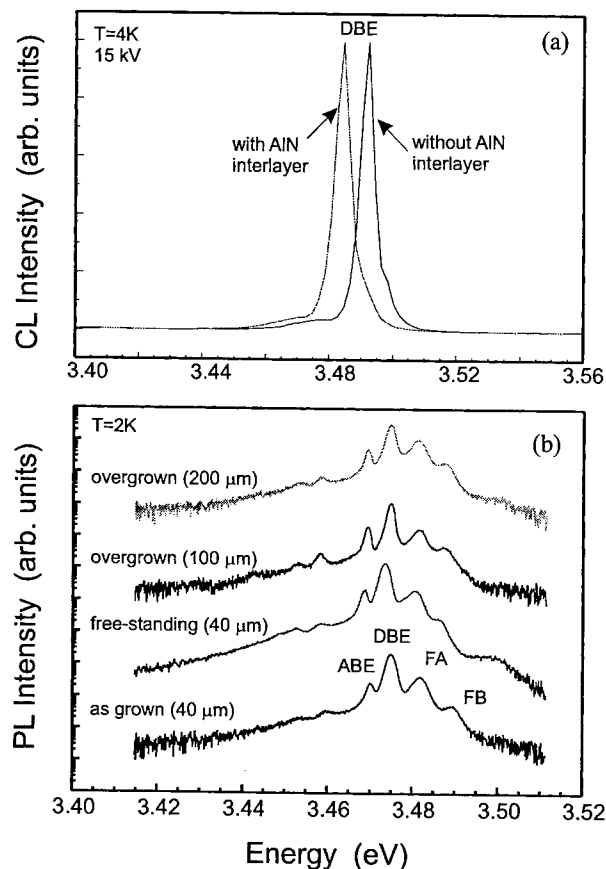 T=4K
15 kV
DBE
(a)
with AlN
interlayer
without AlN
interlayer
CL Intensity (arb. units)
3.40
3.44
3.48
3.52
3.56
T=2K
(b)
overgrown (200 μm)
overgrown (100 μm)
free-standing (40 μm)
DBE
ABE
FA
FB
as grown (40 μm)
PL Intensity (arb. units)
3.40
3.42
3.44
3.46
3.48
3.50
3.52
Energy (eV)